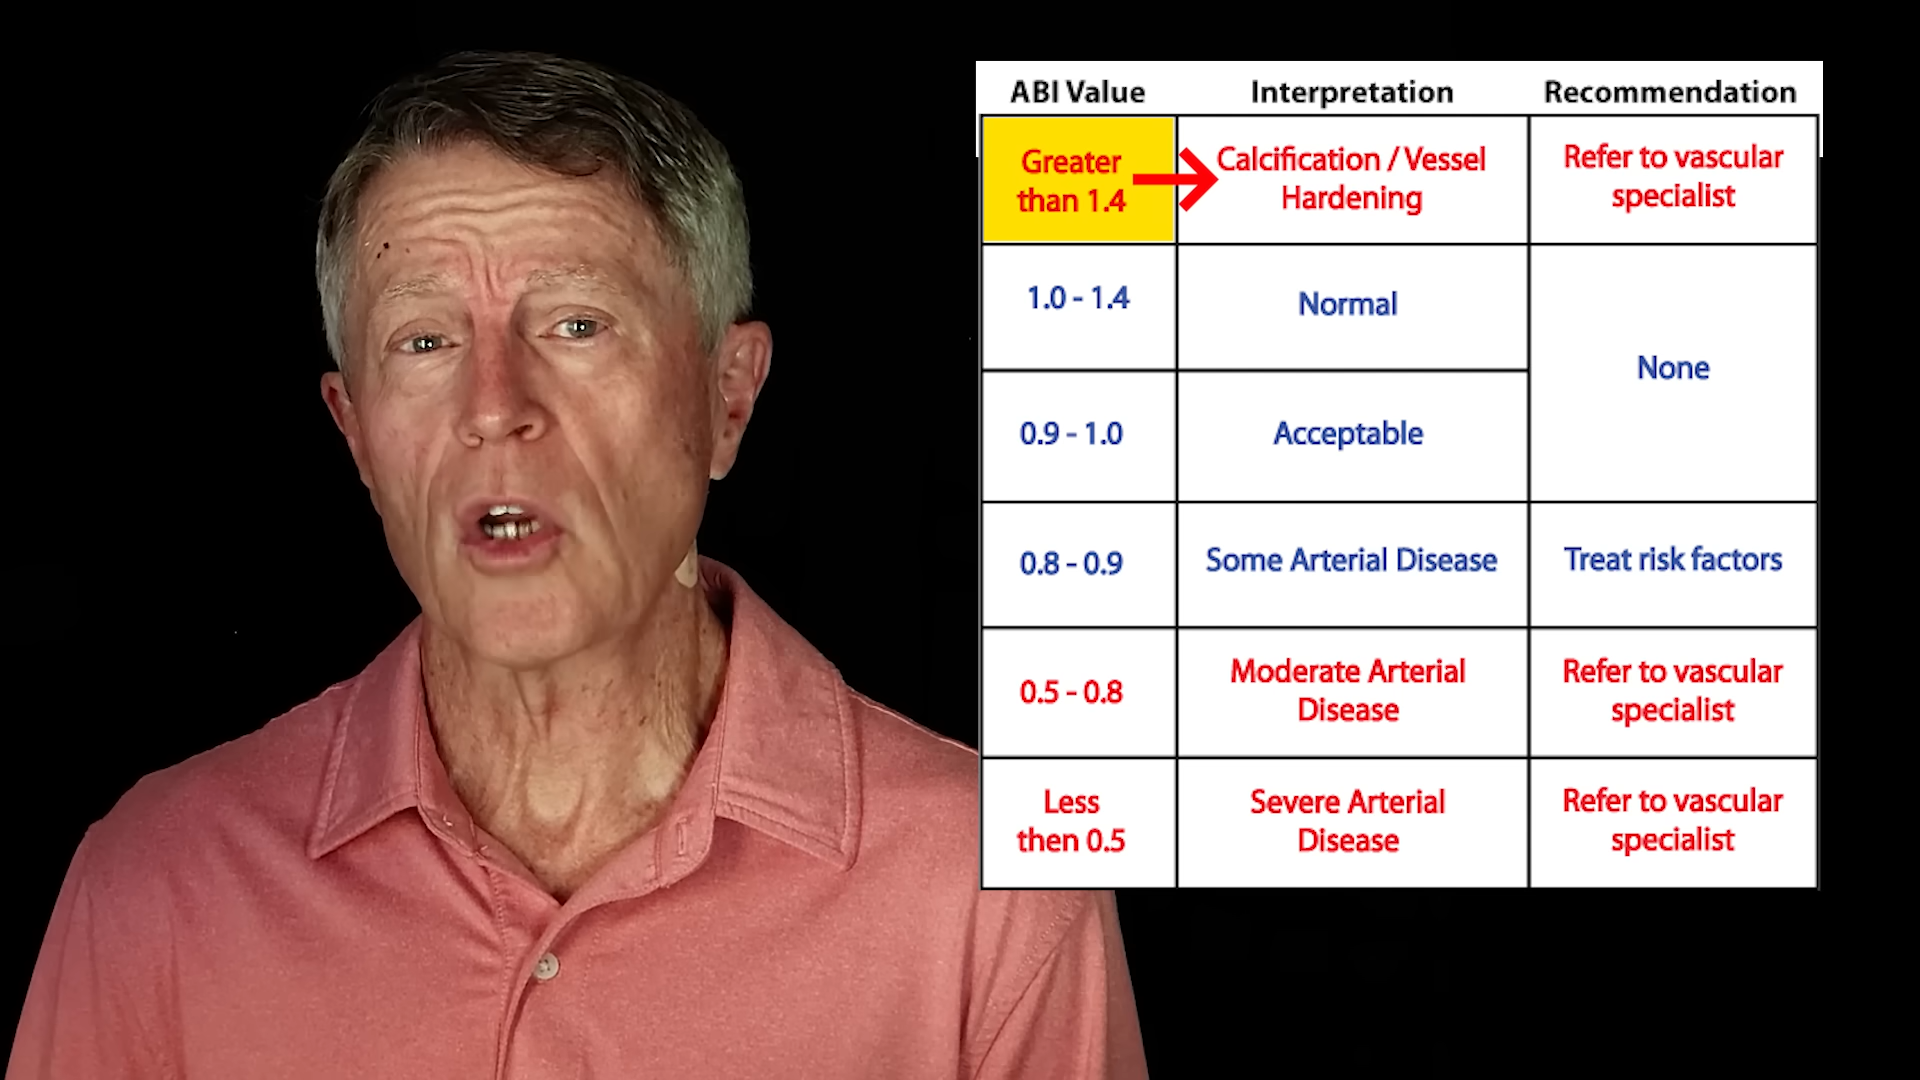 ABI Value Interpretation Recommendation
Greater than 1.4 Calcification / Vessel Hardening Refer to vascular specialist
1.0 - 1.4 Normal None
0.9 - 1.0 Acceptable
0.8 - 0.9 Some Arterial Disease Treat risk factors
0.5 - 0.8 Moderate Arterial Disease Refer to vascular specialist
Less then 0.5 Severe Arterial Disease Refer to vascular specialist